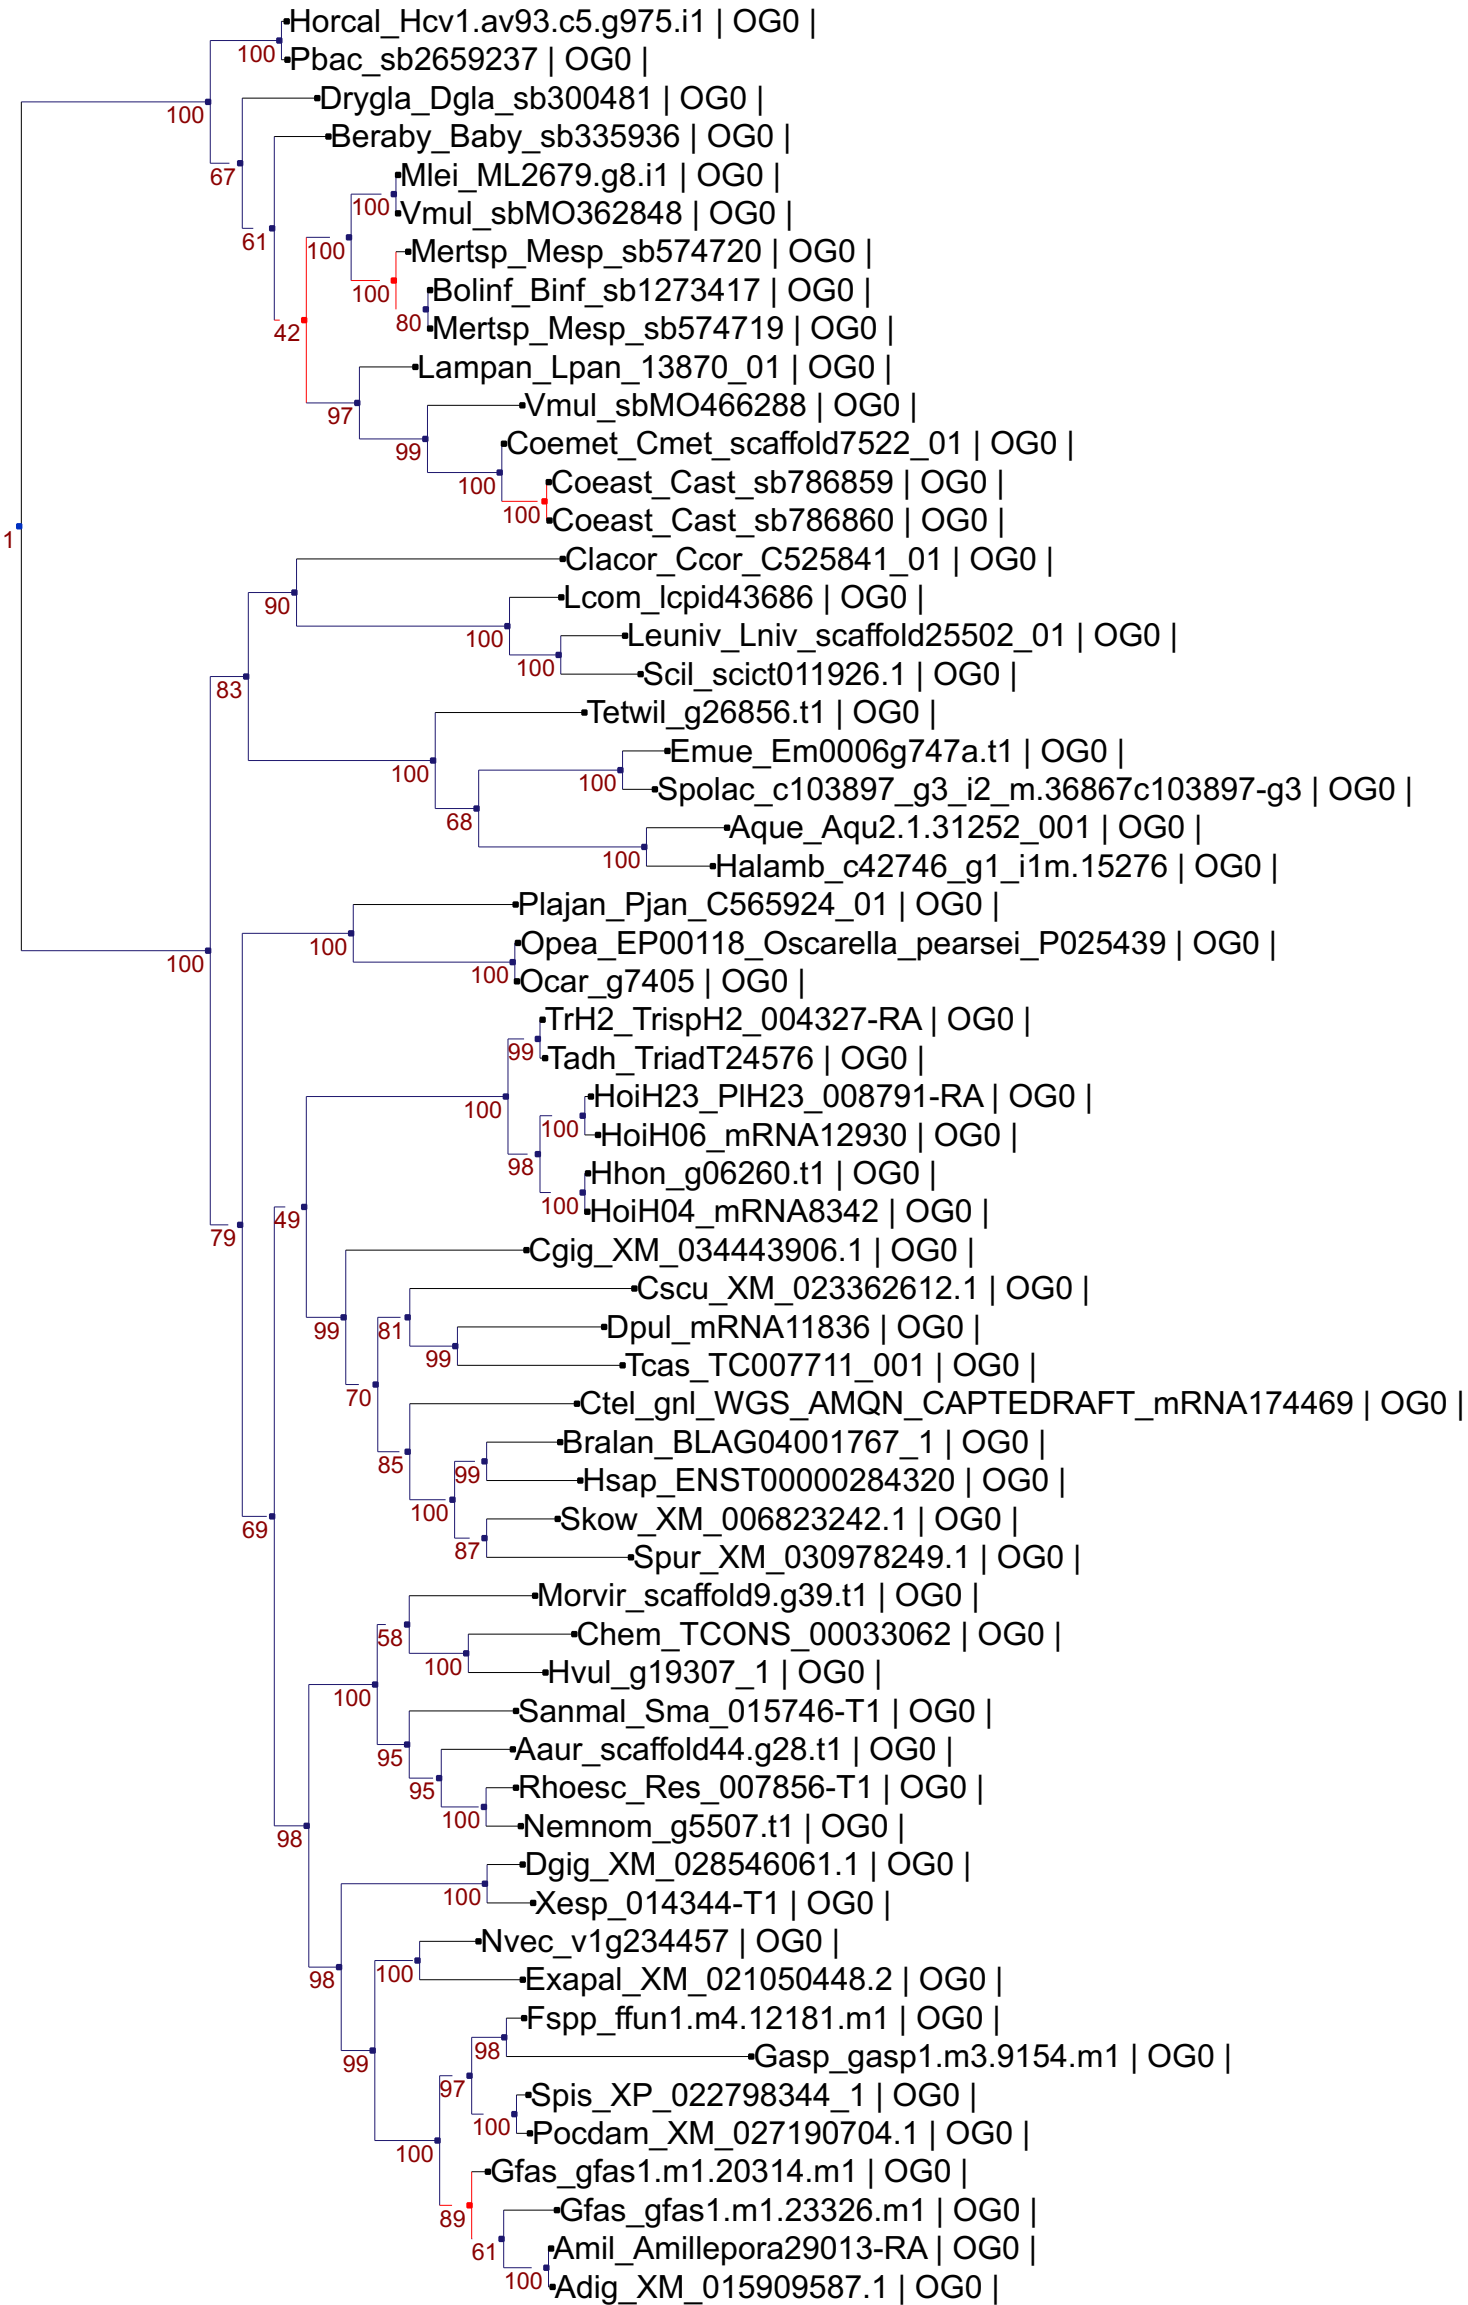 Horcal_Hcv1.av93.c5.g975.i1 | OG0 |
100
Pbac_sb2659237 | OG0 |
Drygla_Dgla_sb300481 | OG0 |
100
Beraby_Baby_sb335936 | OG0 |
67
Mlei_ML2679.g8.i1 | OG0 |
100
Vmul_sbMO362848 | OG0 |
61
100
Mertsp_Mesp_sb574720 | OG0 |
100
Bolinf_Binf_sb1273417 | OG0 |
80
Mertsp_Mesp_sb574719 | OG0 |
42
Lampan_Lpan_13870_01 | OG0 |
97
Vmul_sbMO466288 | OG0 |
99
Coemet_Cmet_scaffold7522_01 | OG0 |
100
Coeast_Cast_sb786859 | OG0 |
100
Coeast_Cast_sb786860 | OG0 |
1
Clacor_Ccor_C525841_01 | OG0 |
90
Lcom_lcpid43686 | OG0 |
100
Leuniv_Lniv_scaffold25502_01 | OG0 |
100
Scil_scict011926.1 | OG0 |
83
Tetwil_g26856.t1 | OG0 |
100
Emue_Em0006g747a.t1 | OG0 |
100
Spolac_c103897_g3_i2_m.36867c103897-g3 | OG0 |
68
Aque_Aqu2.1.31252_001 | OG0 |
100
Halamb_c42746_g1_i1m.15276 | OG0 |
Plajan_Pjan_C565924_01 | OG0 |
100
Opea_EP00118_Oscarella_pearsei_P025439 | OG0 |
100
100
Ocar_g7405 | OG0 |
TrH2_TrispH2_004327-RA | OG0 |
99
Tadh_TriadT24576 | OG0 |
100
HoiH23_PlH23_008791-RA | OG0 |
100
HoiH06_mRNA12930 | OG0 |
98
Hhon_g06260.t1 | OG0 |
100
HoiH04_mRNA8342 | OG0 |
49
79
Cgig_XM_034443906.1 | OG0 |
Cscu_XM_023362612.1 | OG0 |
99
81
Dpul_mRNA11836 | OG0 |
99
Tcas_TC007711_001 | OG0 |
70
Ctel_gnl_WGS_AMQN_CAPTEDRAFT_mRNA174469 | OG0 |
85
Bralan_BLAG04001767_1 | OG0 |
99
Hsap_ENST00000284320 | OG0 |
100
Skow_XM_006823242.1 | OG0 |
69
87
Spur_XM_030978249.1 | OG0 |
Morvir_scaffold9.g39.t1 | OG0 |
58
Chem_TCONS_00033062 | OG0 |
100
Hvul_g19307_1 | OG0 |
100
Sanmal_Sma_015746-T1 | OG0 |
95
Aaur_scaffold44.g28.t1 | OG0 |
95
Rhoesc_Res_007856-T1 | OG0 |
100
Nemnom_g5507.t1 | OG0 |
98
Dgig_XM_028546061.1 | OG0 |
100
Xesp_014344-T1 | OG0 |
Nvec_v1g234457 | OG0 |
98
100
Exapal_XM_021050448.2 | OG0 |
Fspp_ffun1.m4.12181.m1 | OG0 |
98
Gasp_gasp1.m3.9154.m1 | OG0 |
99
97
Spis_XP_022798344_1 | OG0 |
100
Pocdam_XM_027190704.1 | OG0 |
100
Gfas_gfas1.m1.20314.m1 | OG0 |
89
Gfas_gfas1.m1.23326.m1 | OG0 |
61
Amil_Amillepora29013-RA | OG0 |
100
Adig_XM_015909587.1 | OG0 |